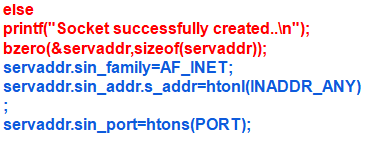 else
printf("Socket successfully created..\n");
bzero(&servaddr,sizeof(servaddr));
servaddr.sin_family=AF_INET;
servaddr.sin_addr.s_addr=htonl(INADDR_ANY)
;
servaddr.sin_port=htons(PORT);